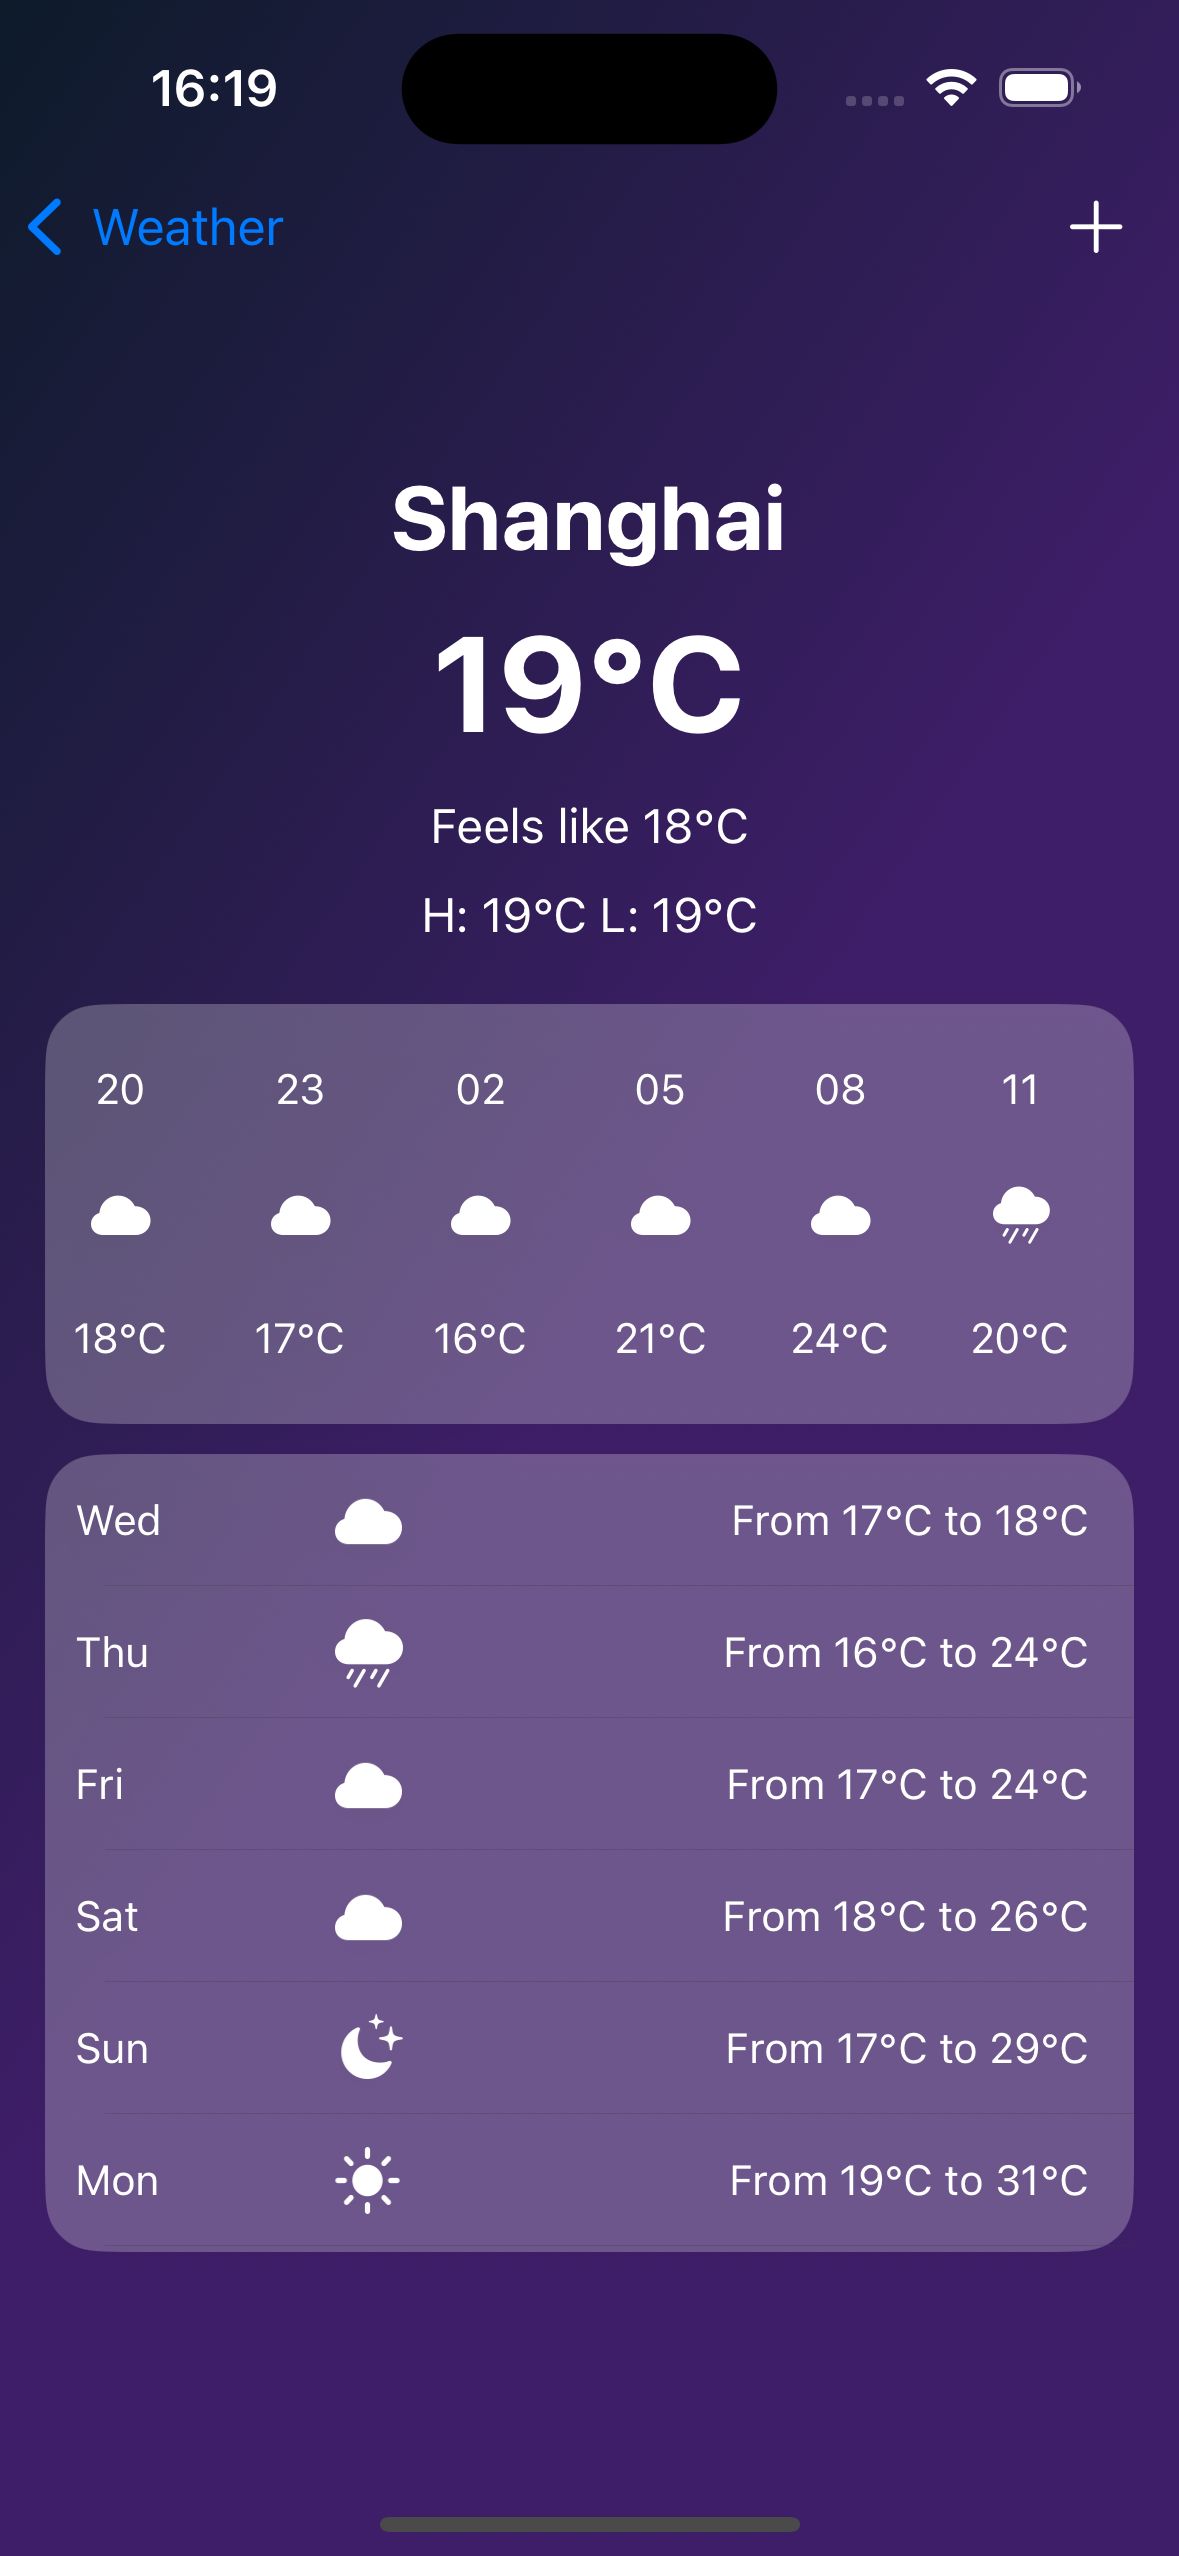 16:19
Weather
Shanghai
19°C
Feels like 18°C
H: 19°C L: 19°C
20 23 02 05 08 11
18°C 17°C 16°C 21°C 24°C 20°C
Wed From 17°C to 18°C
Thu From 16°C to 24°C
Fri From 17°C to 24°C
Sat From 18°C to 26°C
Sun From 17°C to 29°C
Mon From 19°C to 31°C